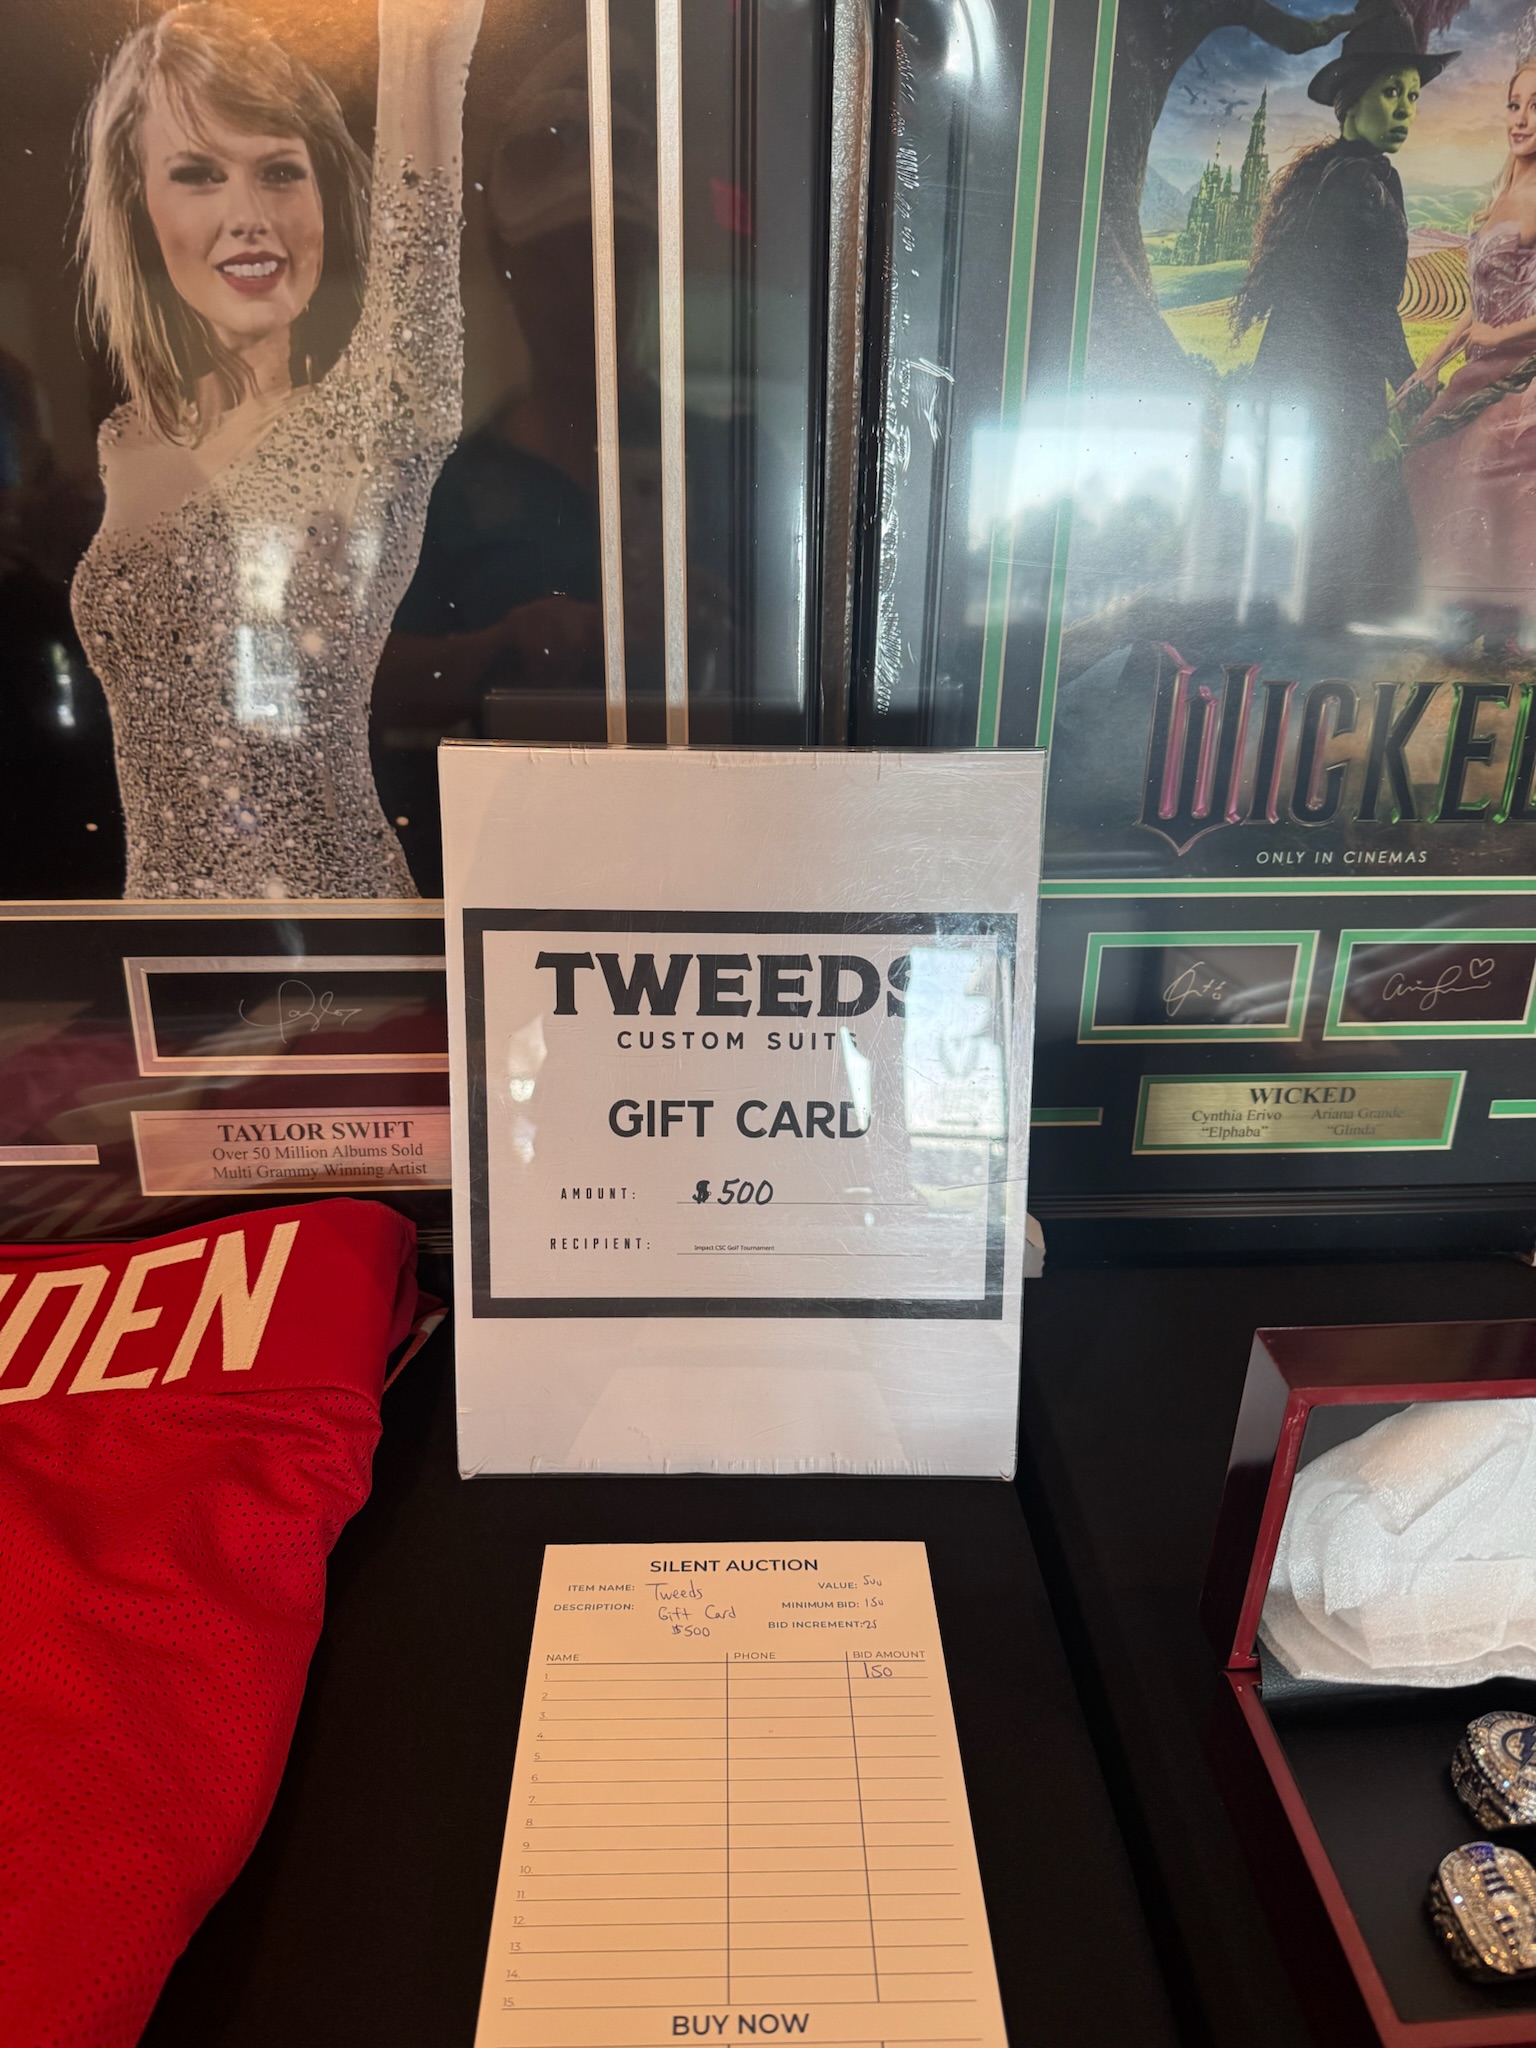 WICKED
ONLY IN CINEMAS
TAYLOR SWIFT
Over 50 Million Albums Sold
Multi Grammy Winning Artist
WICKED
Cynthia Erivo Ariana Grande
"Elphaba" "Glinda"
TWEEDS
CUSTOM SUITS
GIFT CARD
AMOUNT: $500
RECIPIENT: Impact CSC Golf Tournament
DEN
SILENT AUCTION
ITEM NAME: Tweeds VALUE: 500
DESCRIPTION: Gift Card MINIMUM BID: 150
$500 BID INCREMENT: 25
NAME PHONE BID AMOUNT
1. 150
2.
3.
4.
5.
6.
7.
8.
9.
10.
11.
12.
13.
14.
15.
BUY NOW